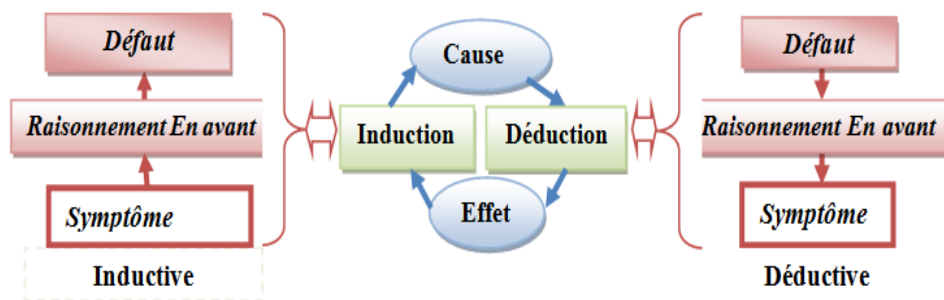 Défaut
Raisonnement En avant
Symptôme
Inductive
Cause
Induction
Déduction
Effet
Défaut
Raisonnement En avant
Symptôme
Déductive